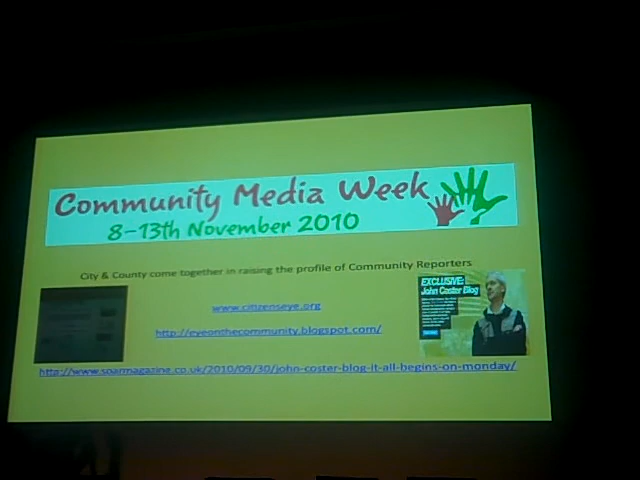 Community Media Week
8-13th November 2010
City & County come together in raising the profile of Community Reporters
EXCLUSIVE:
John Coster Blog
www.citizenseye.org
http://eyeonthecommunity.blogspot.com/
http://www.soarmagazine.co.uk/2010/09/30/john-coster-blog-it-all-begins-on-monday/